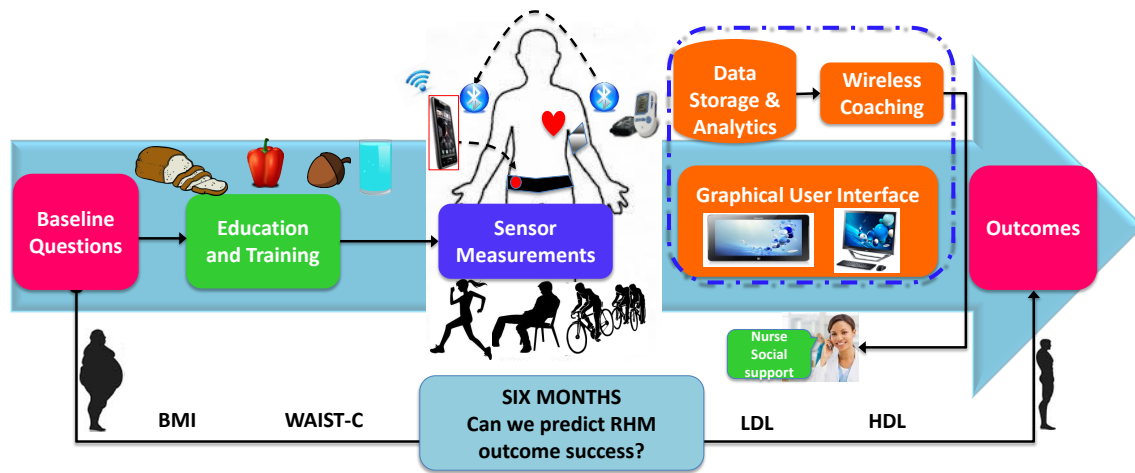 Baseline
Questions
Education
and Training
Sensor
Measurements
Data
Storage &
Analytics
Wireless
Coaching
Graphical User Interface
Outcomes
Nurse
Social
support
BMI
WAIST-C
SIX MONTHS
Can we predict RHM
outcome success?
LDL
HDL